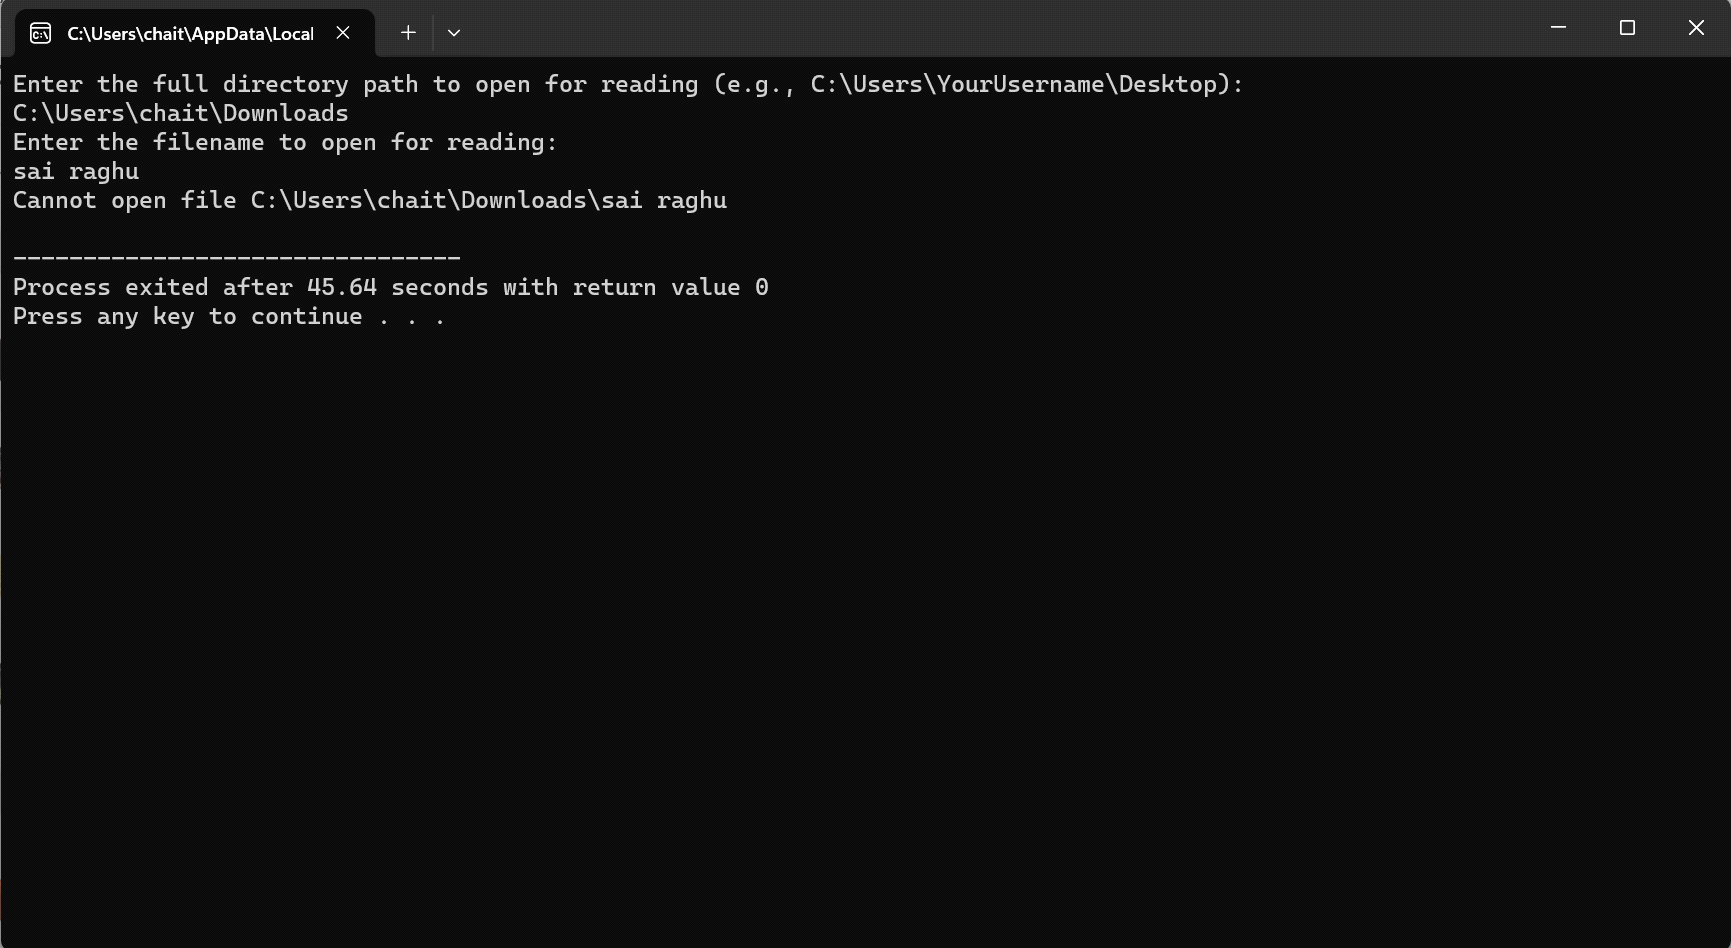 C:\Users\chait\AppData\Local
Enter the full directory path to open for reading (e.g., C:\Users\YourUsername\Desktop):
C:\Users\chait\Downloads
Enter the filename to open for reading:
sai raghu
Cannot open file C:\Users\chait\Downloads\sai raghu
--------------------------------
Process exited after 45.64 seconds with return value 0
Press any key to continue . . .